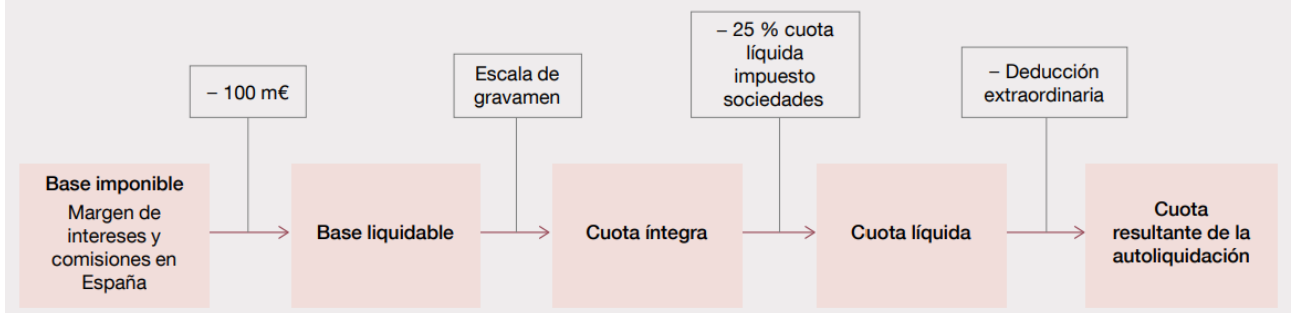 – 100 m€
Escala de
gravamen
– 25 % cuota
líquida
impuesto
sociedades
– Deducción
extraordinaria
Base imponible
Margen de
intereses y
comisiones en
España
Base liquidable
Cuota íntegra
Cuota líquida
Cuota
resultante de la
autoliquidación